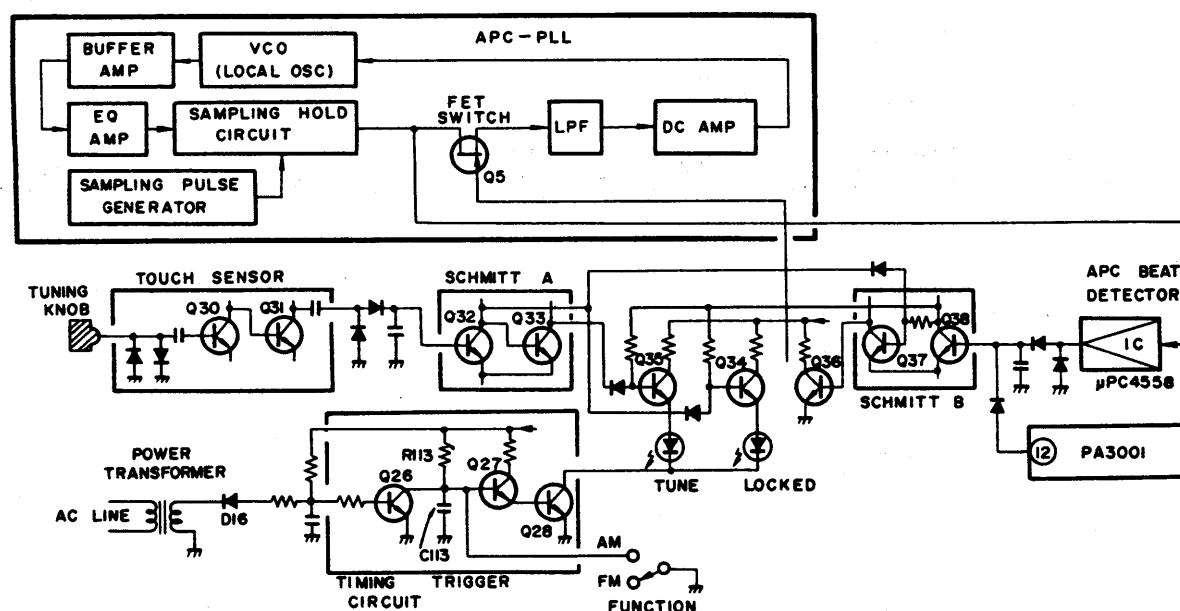 APC-PLL
BUFFER
AMP
VCO
(LOCAL OSC)
EQ
AMP
SAMPLING HOLD
CIRCUIT
FET
SWITCH
Q5
LPF
DC AMP
SAMPLING PULSE
GENERATOR
TUNING
KNOB
TOUCH SENSOR
Q30
Q31
SCHMITT A
Q32
Q33
Q35
Q34
Q36
Q37
Q38
SCHMITT B
APC BEAT
DETECTOR
IC
μPC4558
12
PA3001
TUNE
LOCKED
POWER
TRANSFORMER
AC LINE
D16
Q26
R113
Q27
Q28
C113
TIMING
CIRCUIT
TRIGGER
AM
FM
FUNCTION